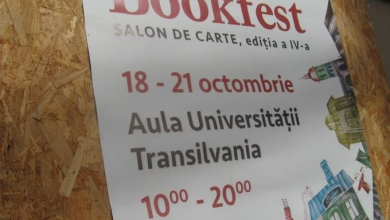 Bookfest
SALON DE CARTE, ediția a IV-a
18 - 21 octombrie
Aula Universității
Transilvania
10⁰⁰ - 20⁰⁰